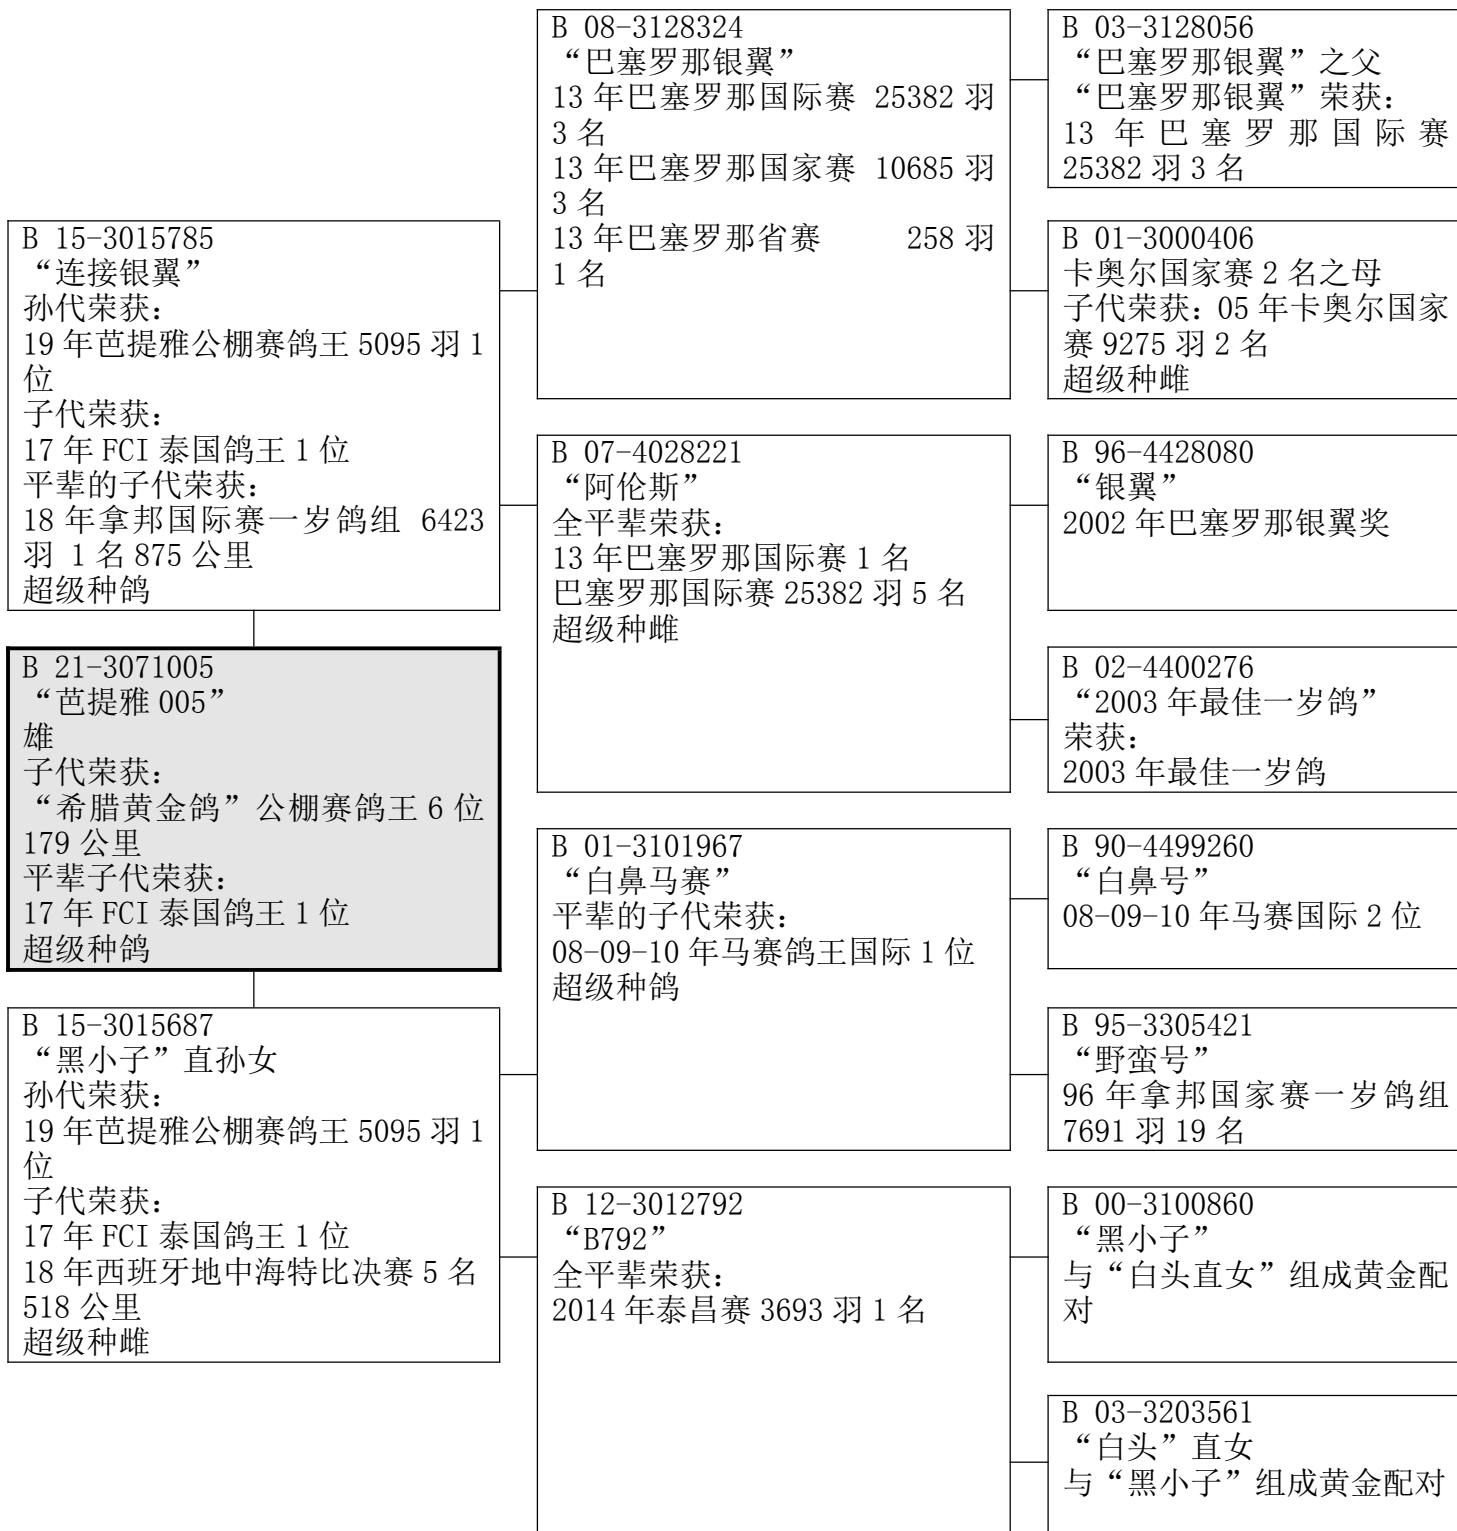 B 15-3015785
“连接银翼”
孙代荣获：
19 年芭提雅公棚赛鸽王 5095 羽 1
位
子代荣获：
17 年 FCI 泰国鸽王 1 位
平辈的子代荣获：
18 年拿邦国际赛一岁鸽组 6423
羽 1 名 875 公里
超级种鸽
B 21-3071005
“芭提雅 005”
雄
子代荣获：
“希腊黄金鸽”公棚赛鸽王 6 位
179 公里
平辈子代荣获：
17 年 FCI 泰国鸽王 1 位
超级种鸽
B 15-3015687
“黑小子”直孙女
孙代荣获：
19 年芭提雅公棚赛鸽王 5095 羽 1
位
子代荣获：
17 年 FCI 泰国鸽王 1 位
18 年西班牙地中海特比决赛 5 名
518 公里
超级种雌
B 08-3128324
“巴塞罗那银翼”
13 年巴塞罗那国际赛 25382 羽
3 名
13 年巴塞罗那国家赛 10685 羽
3 名
13 年巴塞罗那省赛 258 羽
1 名
B 07-4028221
“阿伦斯”
全平辈荣获：
13 年巴塞罗那国际赛 1 名
巴塞罗那国际赛 25382 羽 5 名
超级种雌
B 01-3101967
“白鼻马赛”
平辈的子代荣获：
08-09-10 年马赛鸽王国际 1 位
超级种鸽
B 12-3012792
“B792”
全平辈荣获：
2014 年泰昌赛 3693 羽 1 名
B 03-3128056
“巴塞罗那银翼”之父
“巴塞罗那银翼”荣获：
13 年巴塞罗那国际赛
25382 羽 3 名
B 01-3000406
卡奥尔国家赛 2 名之母
子代荣获：05 年卡奥尔国家
赛 9275 羽 2 名
超级种雌
B 96-4428080
“银翼”
2002 年巴塞罗那银翼奖
B 02-4400276
“2003 年最佳一岁鸽”
荣获：
2003 年最佳一岁鸽
B 90-4499260
“白鼻号”
08-09-10 年马赛国际 2 位
B 95-3305421
“野蛮号”
96 年拿邦国家赛一岁鸽组
7691 羽 19 名
B 00-3100860
“黑小子”
与“白头直女”组成黄金配
对
B 03-3203561
“白头”直女
与“黑小子”组成黄金配对